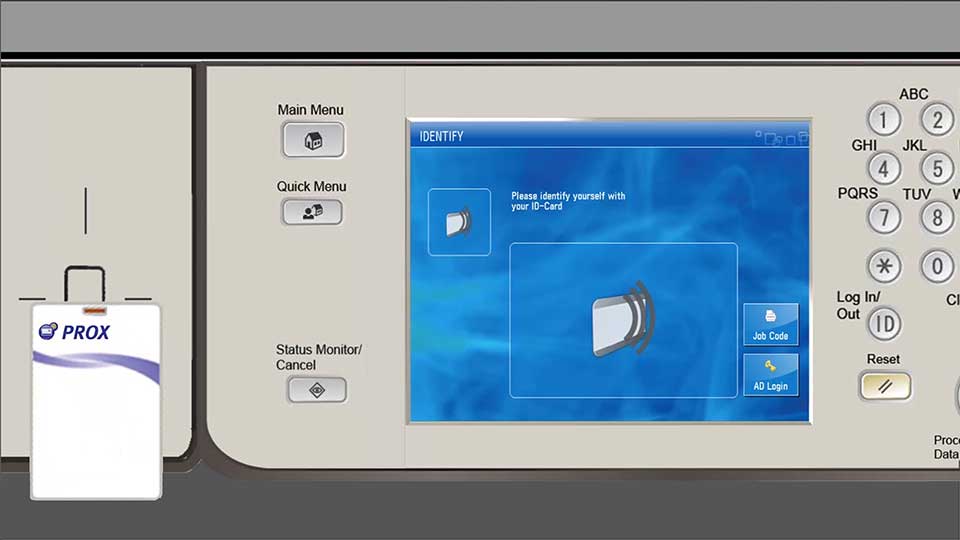 Main Menu
Quick Menu
Status Monitor/
Cancel
PROX
IDENTIFY
Please identify yourself with
your ID-Card
Job Code
AD Login
ABC
1
2
GHI
JKL
4
5
PQRS
TUV
W
7
8
*
0
Log In/
Out
ID
Cl
Reset
Proc
Data